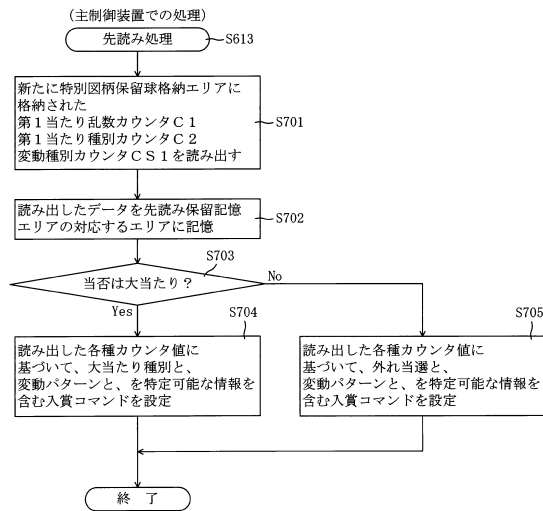 (主制御装置での処理)
先読み処理
S613
新たに特別図柄保留球格納エリアに
格納された
第1当たり乱数カウンタC1
第1当たり種別カウンタC2
変動種別カウンタCS1を読み出す
S701
読み出したデータを先読み保留記憶
エリアの対応するエリアに記憶
S702
当否は大当たり?
S703
No
Yes
S704
読み出した各種カウンタ値に
基づいて、大当たり種別と、
変動パターンと、を特定可能な情報を
含む入賞コマンドを設定
S705
読み出した各種カウンタ値に
基づいて、外れ当選と、
変動パターンと、を特定可能な情報を
含む入賞コマンドを設定
終 了